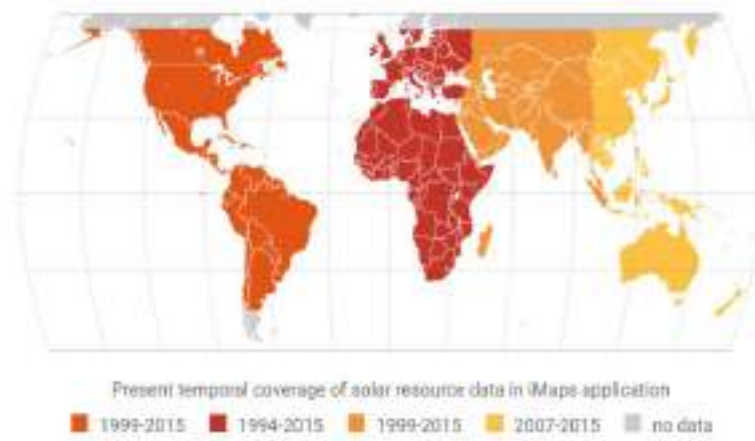 Present temporal coverage of solar resource data in iMaps application
1999-2015 1994-2015 1999-2015 2007-2015 no data